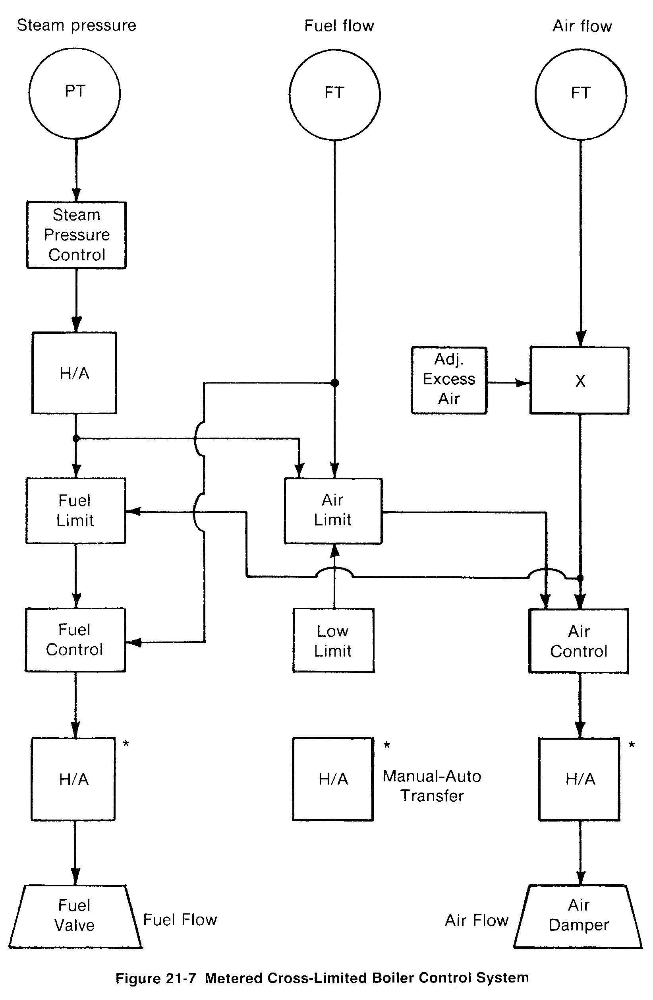 Steam pressure
Fuel flow
Air flow
PT
FT
FT
Steam
Pressure
Control
H/A
Adj.
Excess
Air
X
Fuel
Limit
Air
Limit
Fuel
Control
Low
Limit
Air
Control
H/A
*
H/A
*
Manual-Auto
Transfer
H/A
*
Fuel
Valve
Fuel Flow
Air Flow
Air
Damper
Figure 21-7 Metered Cross-Limited Boiler Control System